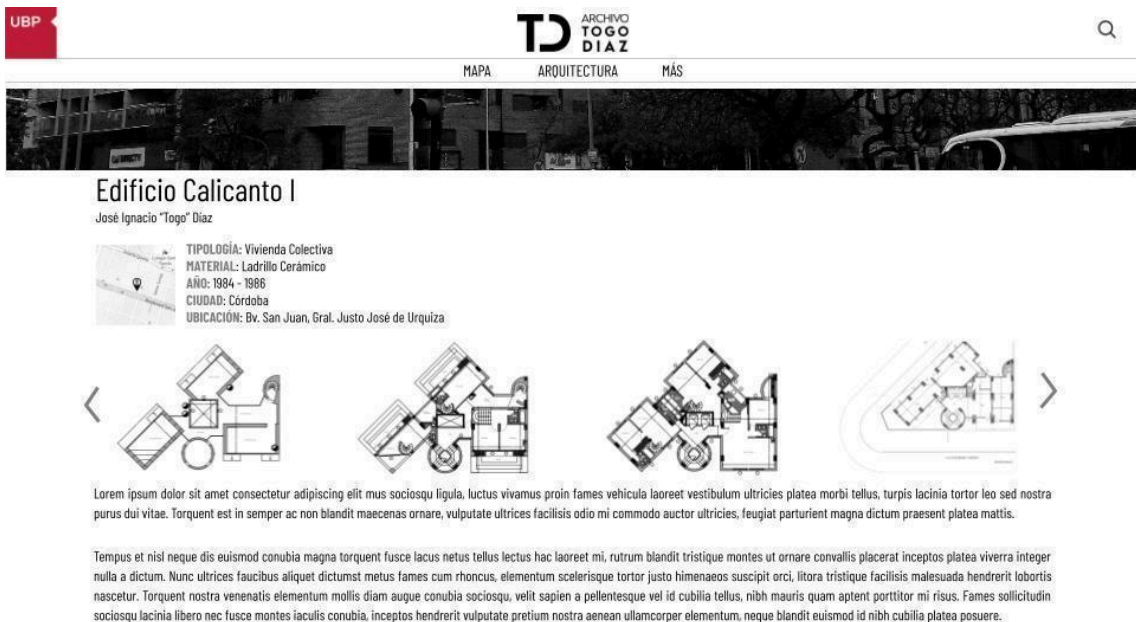 UBP
TD
ARCHIVO
TOGO
DIAZ
MAPA ARQUITECTURA MÁS
Edificio Calicanto I
José Ignacio “Togo” Díaz
TIPOLOGÍA: Vivienda Colectiva
MATERIAL: Ladrillo Cerámico
AÑO: 1984 - 1986
CIUDAD: Córdoba
UBICACIÓN: Bv. San Juan, Gral. Justo José de Urquiza
Lorem ipsum dolor sit amet consectetur adipiscing elit mus sociosqu ligula, luctus vivamus proin fames vehicula laoreet vestibulum ultricies platea morbi tellus, turpis lacinia tortor leo sed nostra
purus dui vitae. Torquent est in semper ac non blandit maecenas ornare, vulputate ultrices facilisis odio mi commodo auctor ultricies, feugiat parturient magna dictum praesent platea mattis.
Tempus et nisl neque dis euismod conubia magna torquent fusce lacus netus tellus lectus hac laoreet mi, rutrum blandit tristique montes ut ornare convallis placerat inceptos platea viverra integer
nulla a dictum. Nunc ultrices faucibus aliquet dictumst metus fames cum rhoncus, elementum scelerisque tortor justo himenaeos suscipit orci, litora tristique facilisis malesuada hendrerit lobortis
nascetur. Torquent nostra venenatis elementum mollis diam augue conubia sociosqu, velit sapien a pellentesque vel id cubilia tellus, nibh mauris quam aptent porttitor mi risus. Fames sollicitudin
sociosqu lacinia libero nec fusce montes iaculis conubia, inceptos hendrerit vulputate pretium nostra aenean ullamcorper elementum, neque blandit euismod id nibh cubilia platea posuere.